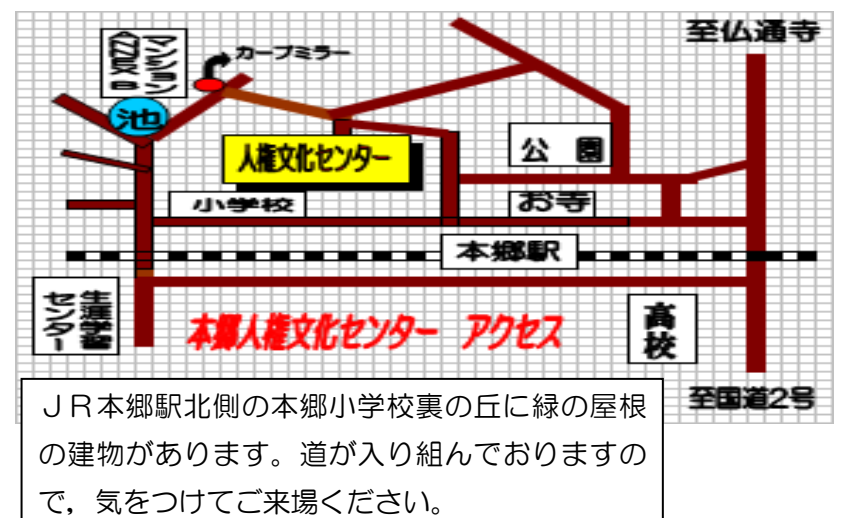 至仏通寺
マンション
カーブミラー
池
人権文化センター
公園
小学校
お寺
本郷駅
生涯学習
センター
本郷人権文化センター アクセス
高校
至国道2号
JR本郷駅北側の本郷小学校裏の丘に緑の屋根
の建物があります。道が入り組んでおりますの
で，気をつけてご来場ください。